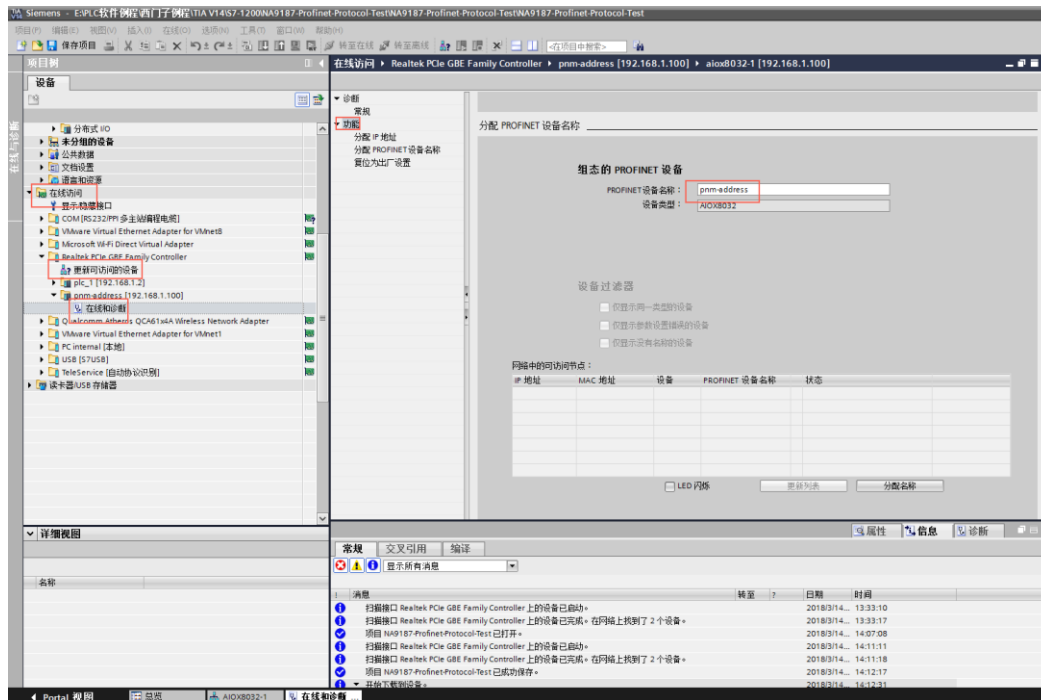 Siemens - E:\PLC软件 例程\西门子 例程\TIA V14\S7-1200\NA9187-Profinet-Protocol-Test\NA9187-Profinet-Protocol-Test\NA9187-Profinet-Protocol-Test
项目(P) 编辑(E) 视图(V) 插入(I) 在线(O) 选项(N) 工具(T) 窗口(W) 帮助(H)
保存项目 转至在线 转至离线 <在项目中搜索>
项目树
在线访问 ▸ Realtek PCIe GBE Family Controller ▸ pnm-address [192.168.1.100] ▸ aiox8032-1 [192.168.1.100]
设备
在线与诊断
分布式 I/O
未分组的设备
公共数据
文档设置
语言和资源
在线访问
显示/隐藏接口
COM [RS232/PPI 多主站编程电缆]
VMware Virtual Ethernet Adapter for VMnet8
Microsoft Wi-Fi Direct Virtual Adapter
Realtek PCIe GBE Family Controller
更新可访问的设备
plc_1 [192.168.1.2]
pnm-address [192.168.1.100]
在线和诊断
Qualcomm Atheros QCA61x4A Wireless Network Adapter
VMware Virtual Ethernet Adapter for VMnet1
PC internal [本地]
USB [S7USB]
TeleService [自动协议识别]
读卡器/USB 存储器
诊断
常规
功能
分配 IP 地址
分配 PROFINET 设备名称
复位为出厂设置
分配 PROFINET 设备名称
组态的 PROFINET 设备
PROFINET设备名称： pnm-address
设备类型： AIOX8032
设备过滤器
仅显示同一类型的设备
仅显示参数设置错误的设备
仅显示没有名称的设备
网络中的可访问节点：
IP 地址 MAC 地址 设备 PROFINET 设备名称 状态
LED 闪烁 更新列表 分配名称
详细视图
名称
属性 信息 诊断
常规 交叉引用 编译
显示所有消息
! 消息 转至 ? 日期 时间
扫描接口 Realtek PCIe GBE Family Controller 上的设备已启动。 2018/3/14... 13:33:10
扫描接口 Realtek PCIe GBE Family Controller 上的设备已完成。在网络上找到了 2 个设备。 2018/3/14... 13:33:17
项目 NA9187-Profinet-Protocol-Test 已打开。 2018/3/14... 14:07:08
扫描接口 Realtek PCIe GBE Family Controller 上的设备已启动。 2018/3/14... 14:11:11
扫描接口 Realtek PCIe GBE Family Controller 上的设备已完成。在网络上找到了 2 个设备。 2018/3/14... 14:11:18
项目 NA9187-Profinet-Protocol-Test 已成功保存。 2018/3/14... 14:12:17
开始下载到设备。 2018/3/14... 14:12:31
Portal 视图 总览 AIOX8032-1 在线和诊断